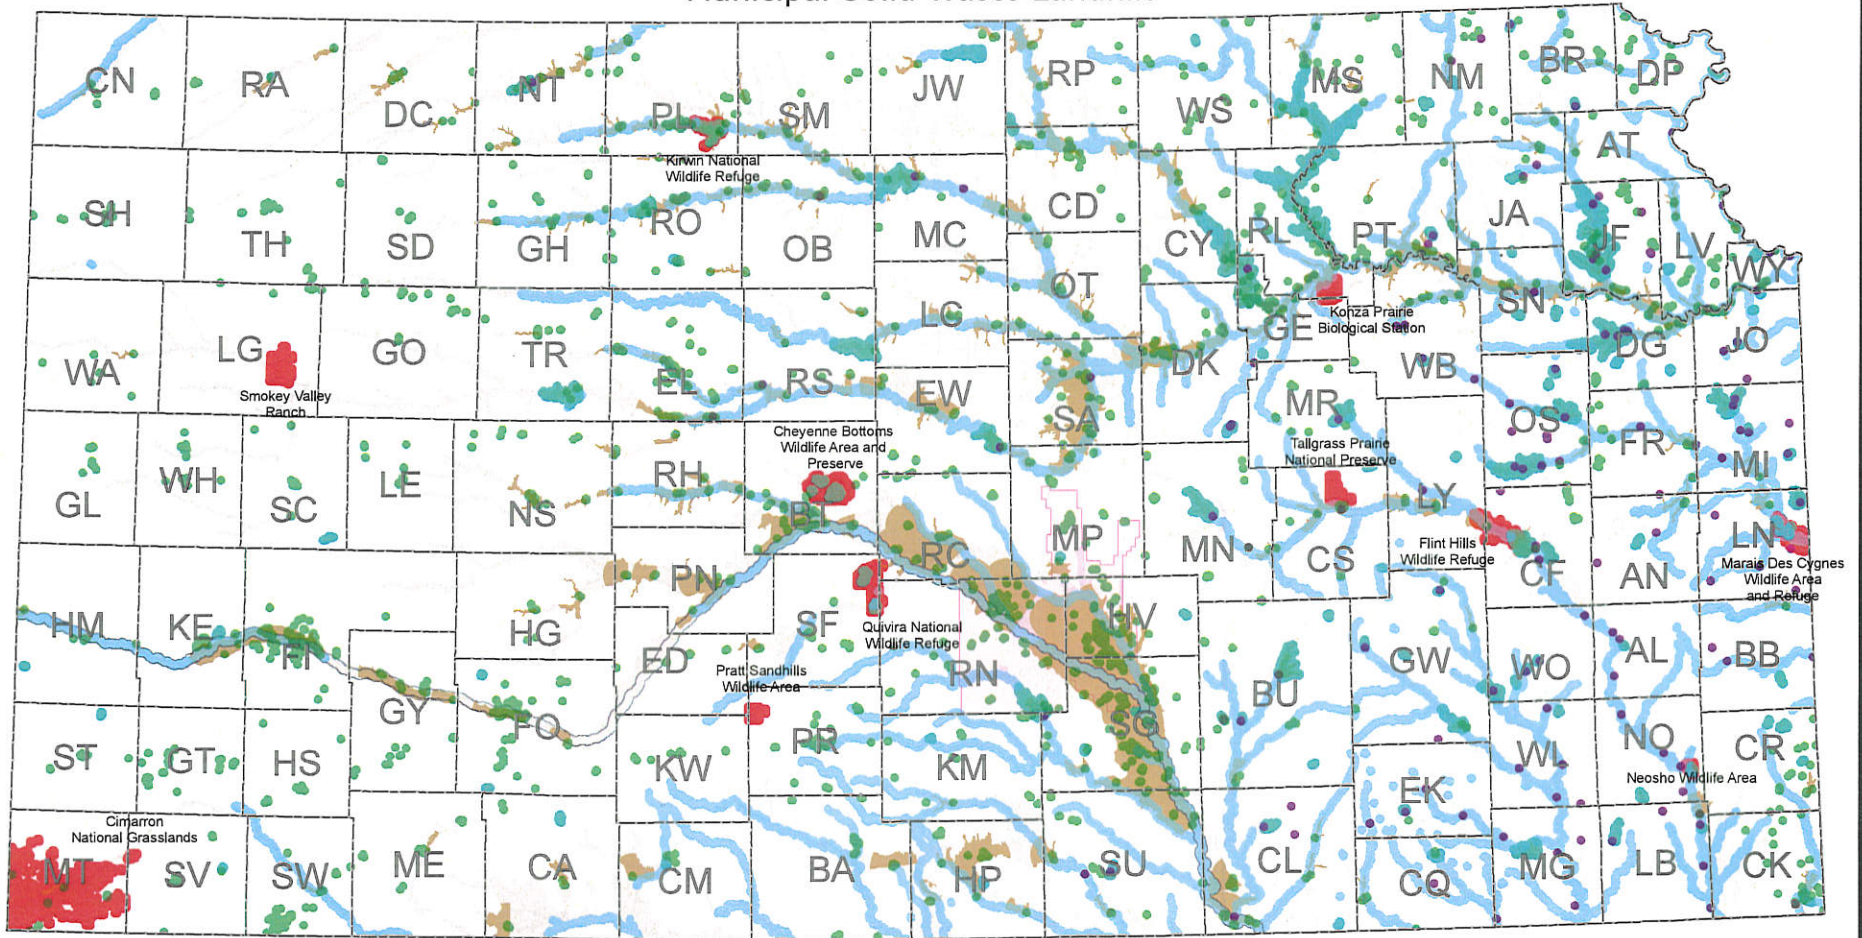 Municipal Solid Waste Landfills
CN
RA
DC
NT
PL
SM
JW
RP
WS
MS
NM
BR
DP
AT
Kirwin National
Wildlife Refuge
SH
TH
SD
GH
RO
OB
MC
CD
CY
RL
PT
JA
JF
LV
WY
OT
LC
Konza Prairie
Biological Station
SN
GE
WA
LG
GO
TR
EL
RS
EW
SA
DK
WB
DG
JO
Smokey Valley
Ranch
MR
OS
FR
MI
Cheyenne Bottoms
Wildlife Area and
Preserve
Tallgrass Prairie
National Preserve
GL
WH
SC
LE
NS
RH
BT
RC
MP
MN
CS
LY
Flint Hills
Wildlife Refuge
CF
AN
LN
Marais Des Cygnes
Wildlife Area
and Refuge
HM
KE
FI
HG
PN
ED
SF
Quivira National
Wildlife Refuge
RN
HV
Pratt Sandhills
Wildlife Area
BU
GW
WO
AL
BB
ST
GT
HS
GY
FO
KW
PR
KM
SG
EK
WL
NO
CR
Neosho Wildlife Area
Cimarron
National Grasslands
MT
SV
SW
ME
CA
CM
BA
HP
SU
CL
CQ
MG
LB
CK